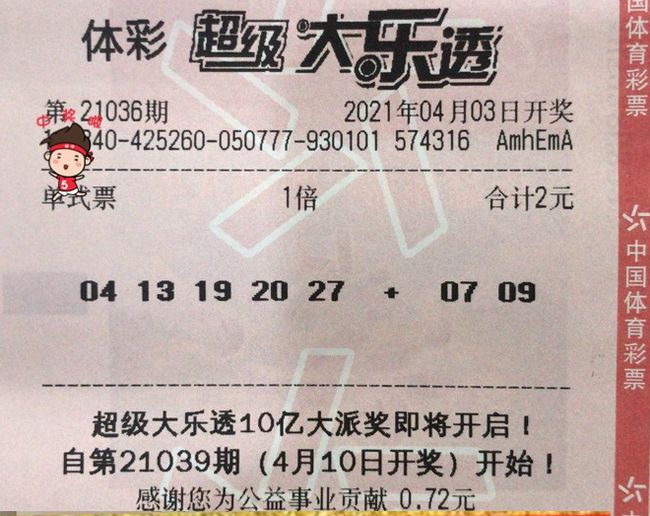 体彩 超级大乐透
第 21036期 2021年04月03日开奖
中奖啦
840-425260-050777-930101 574316 AmhEmA
单式票 1倍 合计2元
04 13 19 20 27 + 07 09
超级大乐透10亿大派奖即将开启！
自第21039期（4月10日开奖）开始！
感谢您为公益事业贡献 0.72元
国体育彩票
中国体育彩票